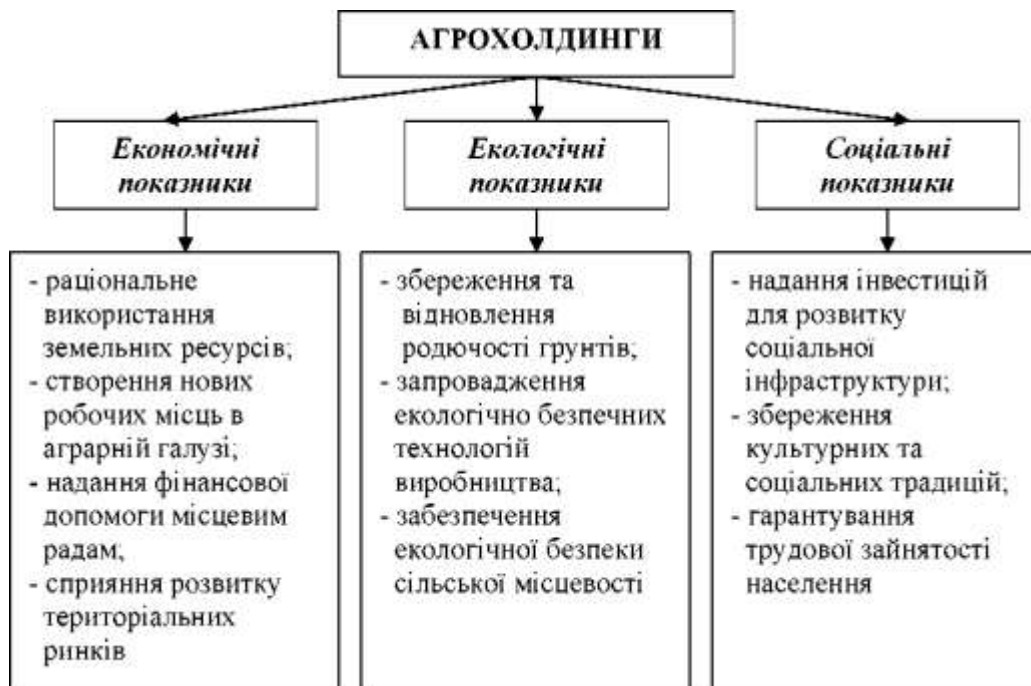 АГРОХОЛДИНГИ
Економічні
показники
Екологічні
показники
Соціальні
показники
- раціональне
використання
земельних ресурсів;
- створення нових
робочих місць в
аграрній галузі;
- надання фінансової
допомоги місцевим
радам;
- сприяння розвитку
територіальних
ринків
- збереження та
відновлення
родючості грунтів;
- запровадження
екологічно безпечних
технологій
виробництва;
- забезпечення
екологічної безпеки
сільської місцевості
- надання інвестицій
для розвитку
соціальної
інфраструктури;
- збереження
культурних та
соціальних традицій;
- гарантування
трудової зайнятості
населення